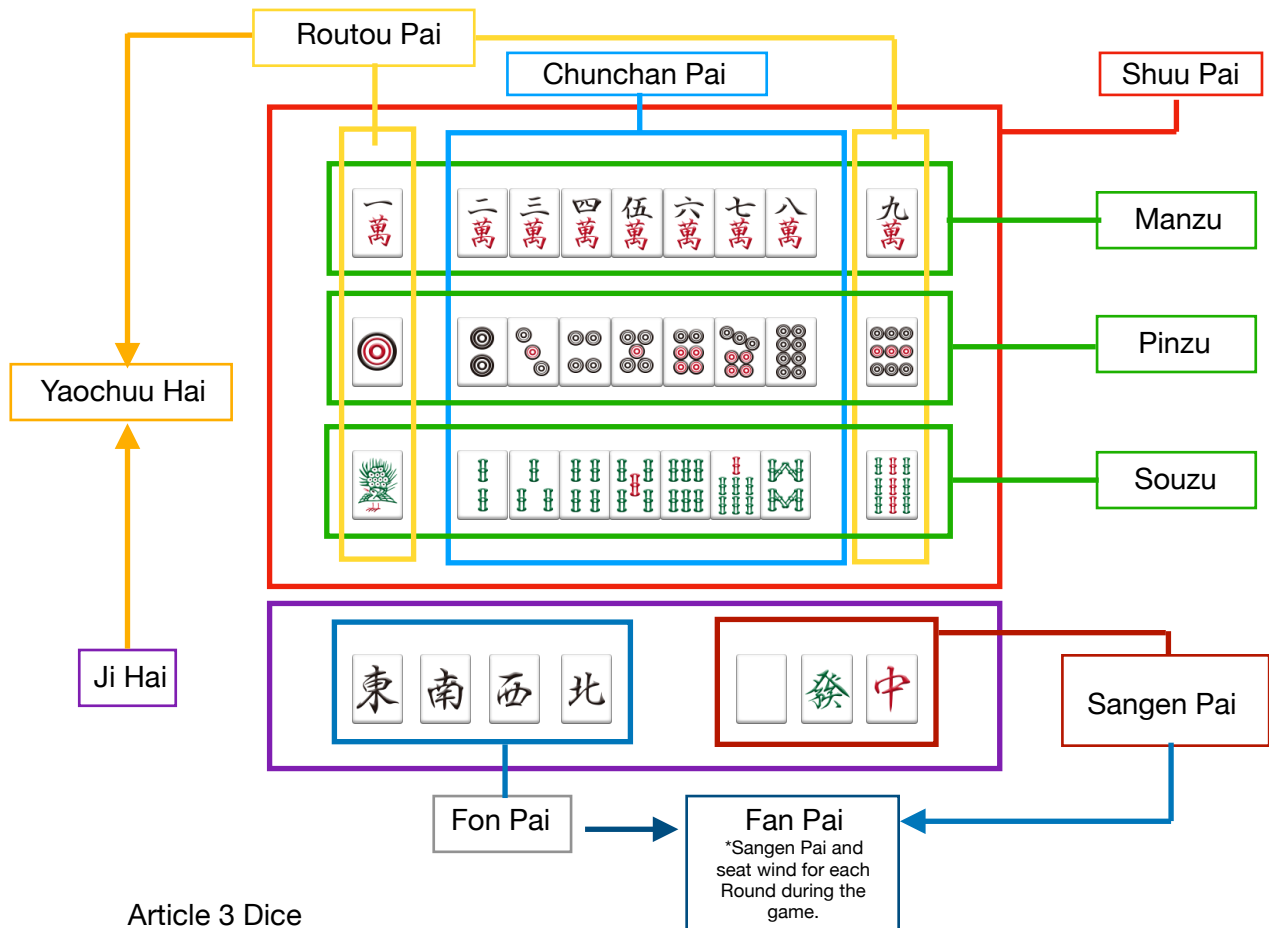 Routou Pai
Chunchan Pai
Shuu Pai
一 二 三 四 伍 六 七 八 九
萬 萬 萬 萬 萬 萬 萬 萬 萬
Manzu
Pinzu
Yaochuu Hai
Souzu
Ji Hai
東 南 西 北 發 中
Sangen Pai
Fon Pai
Fan Pai
*Sangen Pai and
seat wind for each
Round during the
game.
Article 3 Dice